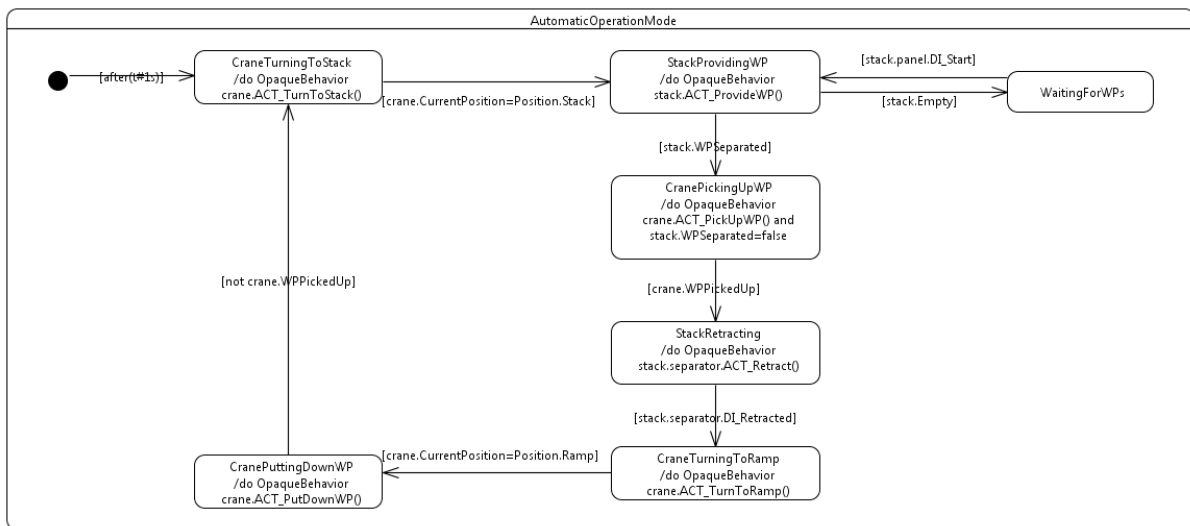 AutomaticOperationMode
[after(t#1s)]
CraneTurningToStack
/do OpaqueBehavior
crane.ACT_TurnToStack()
[crane.CurrentPosition=Position.Stack]
StackProvidingWP
/do OpaqueBehavior
stack.ACT_ProvideWP()
[stack.panel.DI_Start]
[stack.Empty]
WaitingForWPs
[stack.WPSeparated]
CranePickingUpWP
/do OpaqueBehavior
crane.ACT_PickUpWP() and
stack.WPSeparated=false
[not crane.WPPickedUp]
[crane.WPPickedUp]
StackRetracting
/do OpaqueBehavior
stack.separator.ACT_Retract()
[stack.separator.DI_Retracted]
CraneTurningToRamp
/do OpaqueBehavior
crane.ACT_TurnToRamp()
[crane.CurrentPosition=Position.Ramp]
CranePuttingDownWP
/do OpaqueBehavior
crane.ACT_PutDownWP()